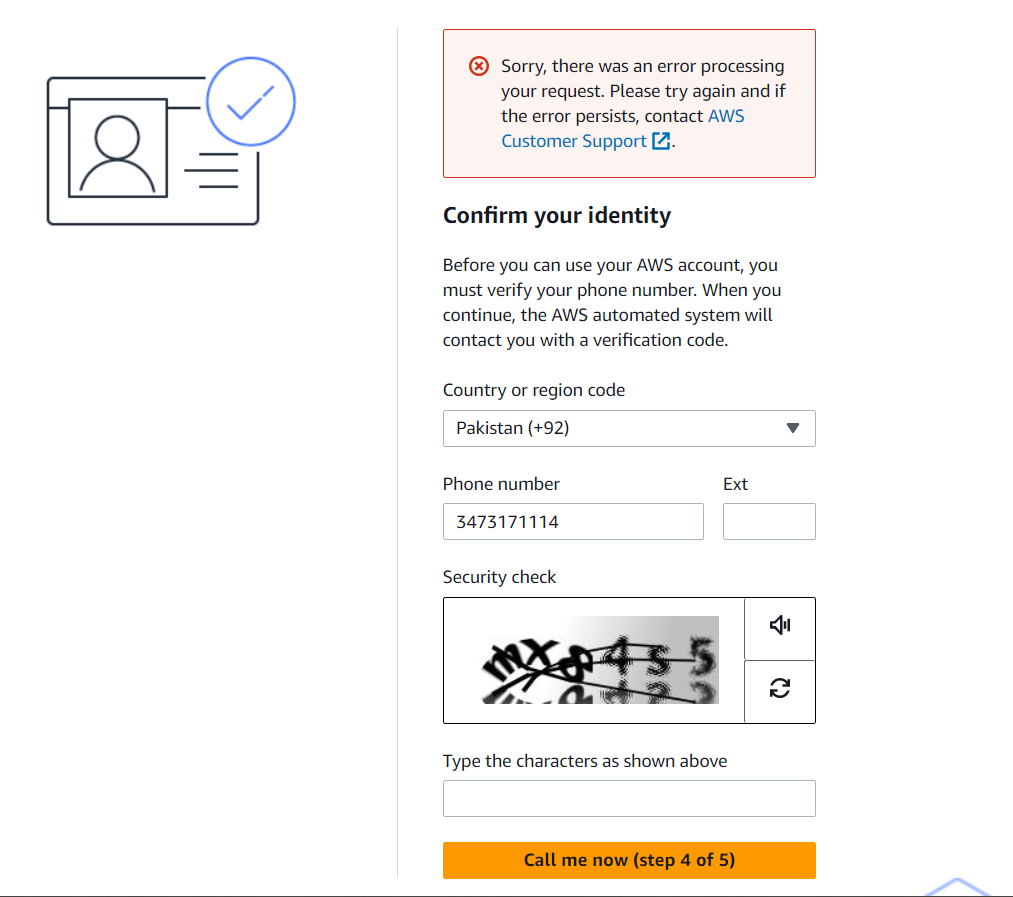 Sorry, there was an error processing
your request. Please try again and if
the error persists, contact AWS
Customer Support .
Confirm your identity
Before you can use your AWS account, you
must verify your phone number. When you
continue, the AWS automated system will
contact you with a verification code.
Country or region code
Pakistan (+92)
Phone number Ext
3473171114
Security check
Type the characters as shown above
Call me now (step 4 of 5)